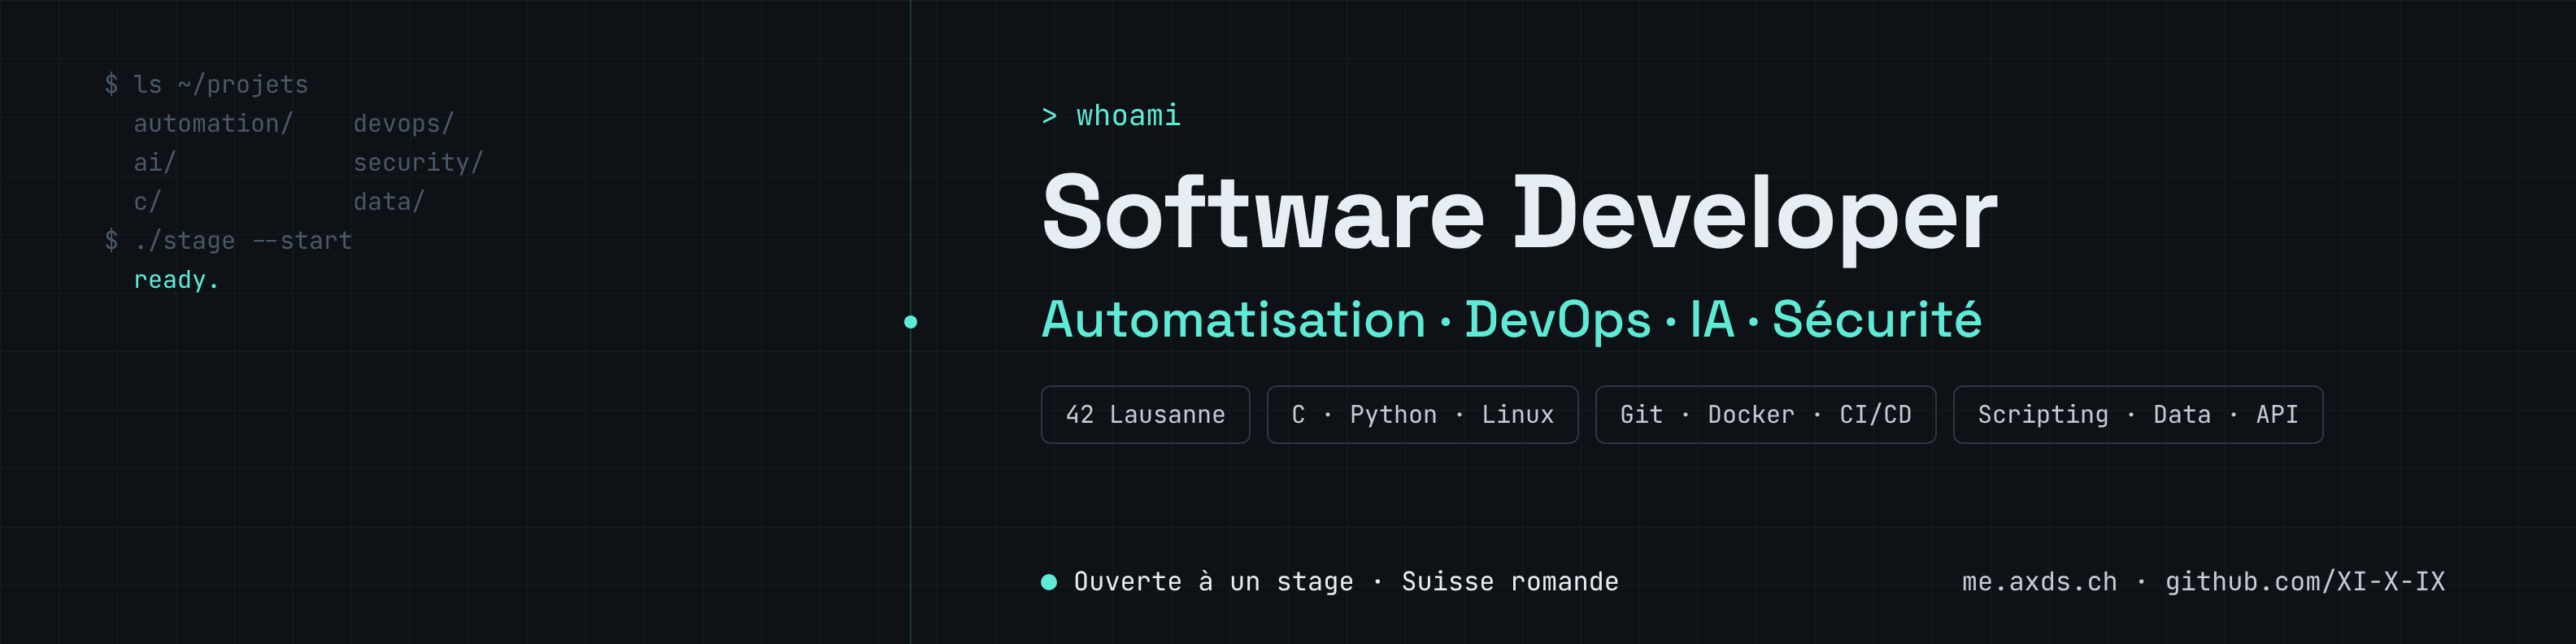 $ ls ~/projets
automation/ devops/
ai/ security/
c/ data/
$ ./stage --start
ready.
> whoami
Software Developer
Automatisation · DevOps · IA · Sécurité
42 Lausanne
C · Python · Linux
Git · Docker · CI/CD
Scripting · Data · API
Ouverte à un stage · Suisse romande
me.axds.ch · github.com/XI-X-IX